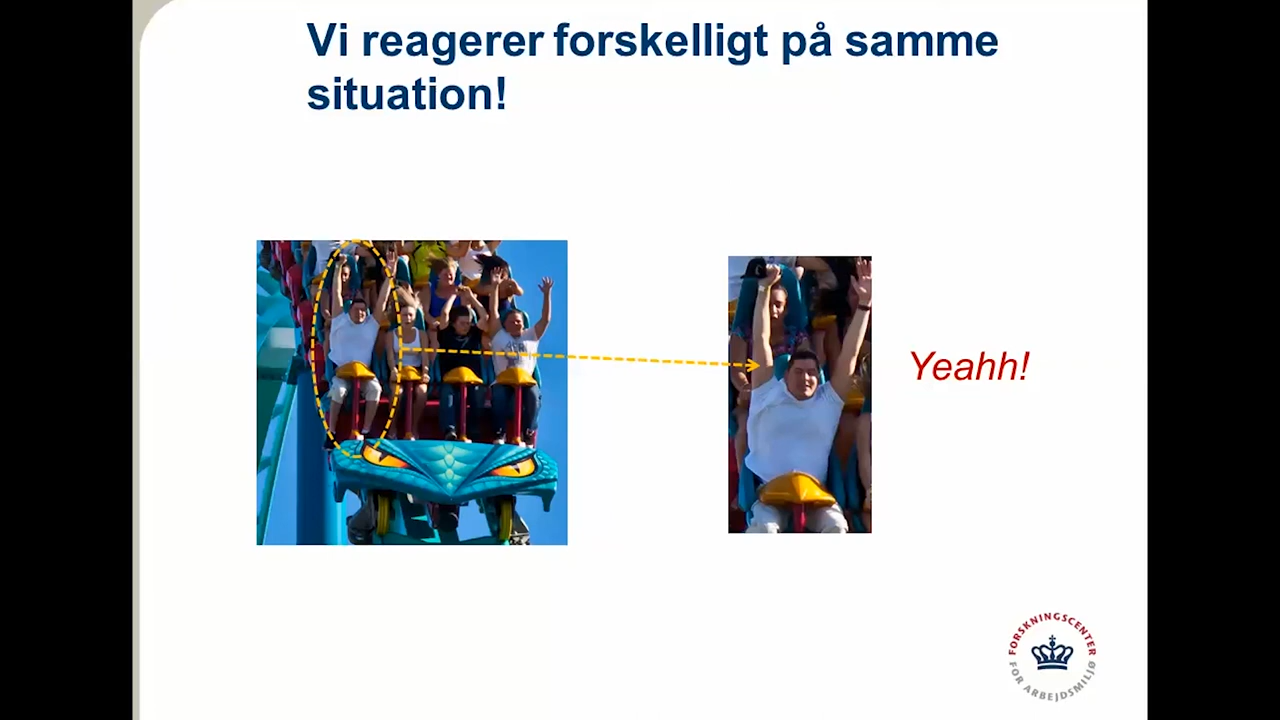 Vi reagerer forskelligt på samme
situation!
Yeahh!
FORSKNINGSCENTER
FOR ARBEJDSMILJØ